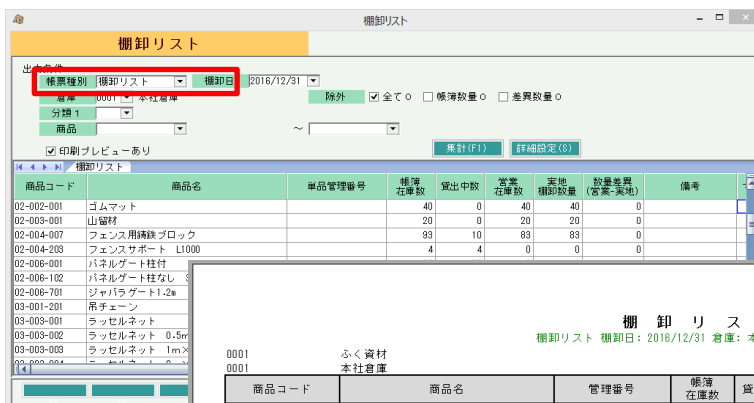 棚卸リスト
棚卸リスト
帳票種別 棚卸リスト 棚卸日 2016/12/31
倉庫 0001 本社倉庫 除外 全て0 帳簿数量0 差異数量0
分類1
商品 ～
印刷プレビューあり 集計(F1) 詳細設定(S)
棚卸リスト
商品コード 商品名 単品管理番号 帳簿在庫数 貸出中数 営業在庫数 実地棚卸数量 数量差異(営業-実地) 備考
02-002-001 ゴムマット 40 0 40 40 0
02-003-001 山留材 20 0 20 20 0
02-004-007 フェンス用鋳鉄ブロック 93 10 83 83 0
02-004-203 フェンスサポート L1000 4 4 0 0 0
02-006-001 パネルゲート柱付
02-006-102 パネルゲート柱なし
02-006-701 ジャバラゲート1.2m
03-001-201 吊チェーン
03-003-001 ラッセルネット
03-003-002 ラッセルネット 0.5m
03-003-003 ラッセルネット 1m×
棚 卸 リ ス
棚卸リスト 棚卸日: 2016/12/31 倉庫: 本
0001 ふく資材
0001 本社倉庫
商品コード 商品名 管理番号 帳簿在庫数 貸